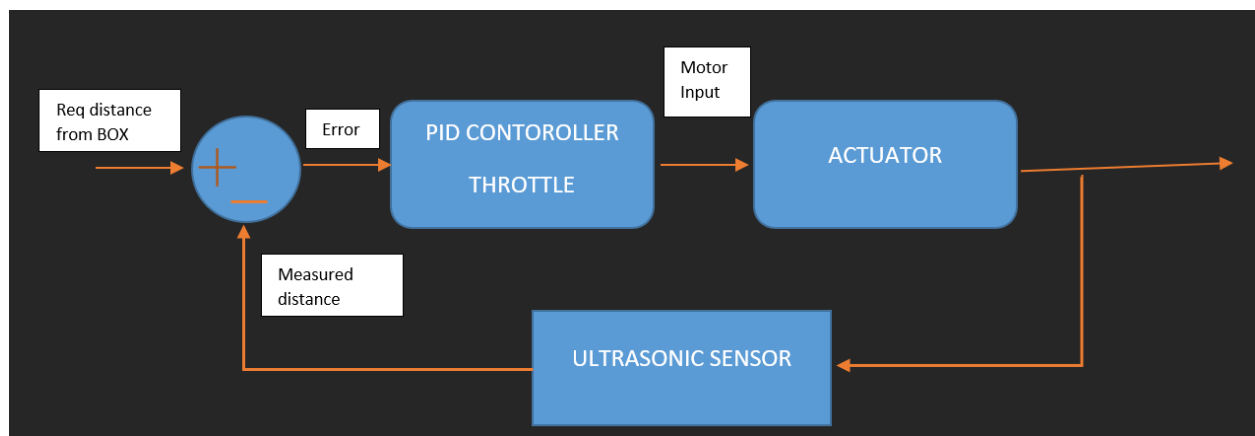 Req distance
from BOX
Error
PID CONTOROLLER
THROTTLE
Motor
Input
ACTUATOR
+
−
Measured
distance
ULTRASONIC SENSOR